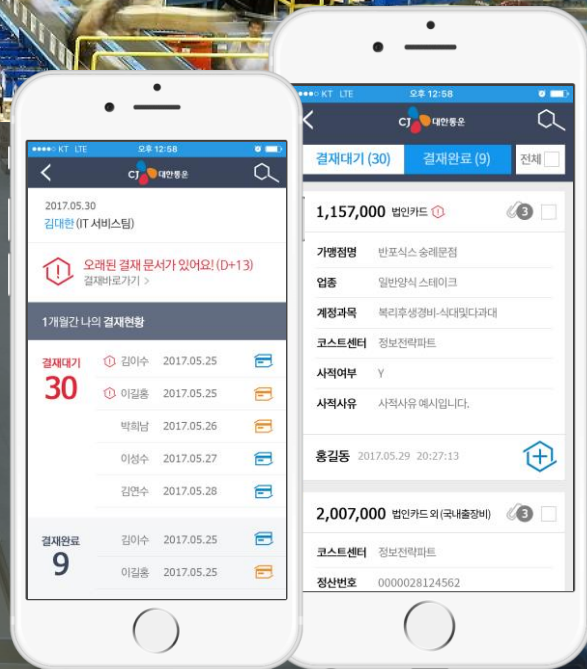 KT LTE 오후 12:58
CJ 대한통운
2017.05.30
김대한 (IT 서비스팀)
오래된 결재 문서가 있어요! (D+13)
결재바로가기 >
1개월간 나의 결재현황
결재대기
30
김이수 2017.05.25
이길홍 2017.05.25
박희남 2017.05.26
이성수 2017.05.27
김연수 2017.05.28
결재완료
9
김이수 2017.05.25
이길홍 2017.05.25
KT LTE 오후 12:58
CJ 대한통운
결재대기 (30) 결재완료 (9) 전체
1,157,000 법인카드 3
가맹점명 반포식스 숭례문점
업종 일반양식 스테이크
계정과목 복리후생경비-식대및다과대
코스트센터 정보전략파트
사적여부 Y
사적사유 사적사유 예시입니다.
홍길동 2017.05.29 20:27:13
2,007,000 법인카드 외 (국내출장비) 3
코스트센터 정보전략파트
정산번호 0000028124562